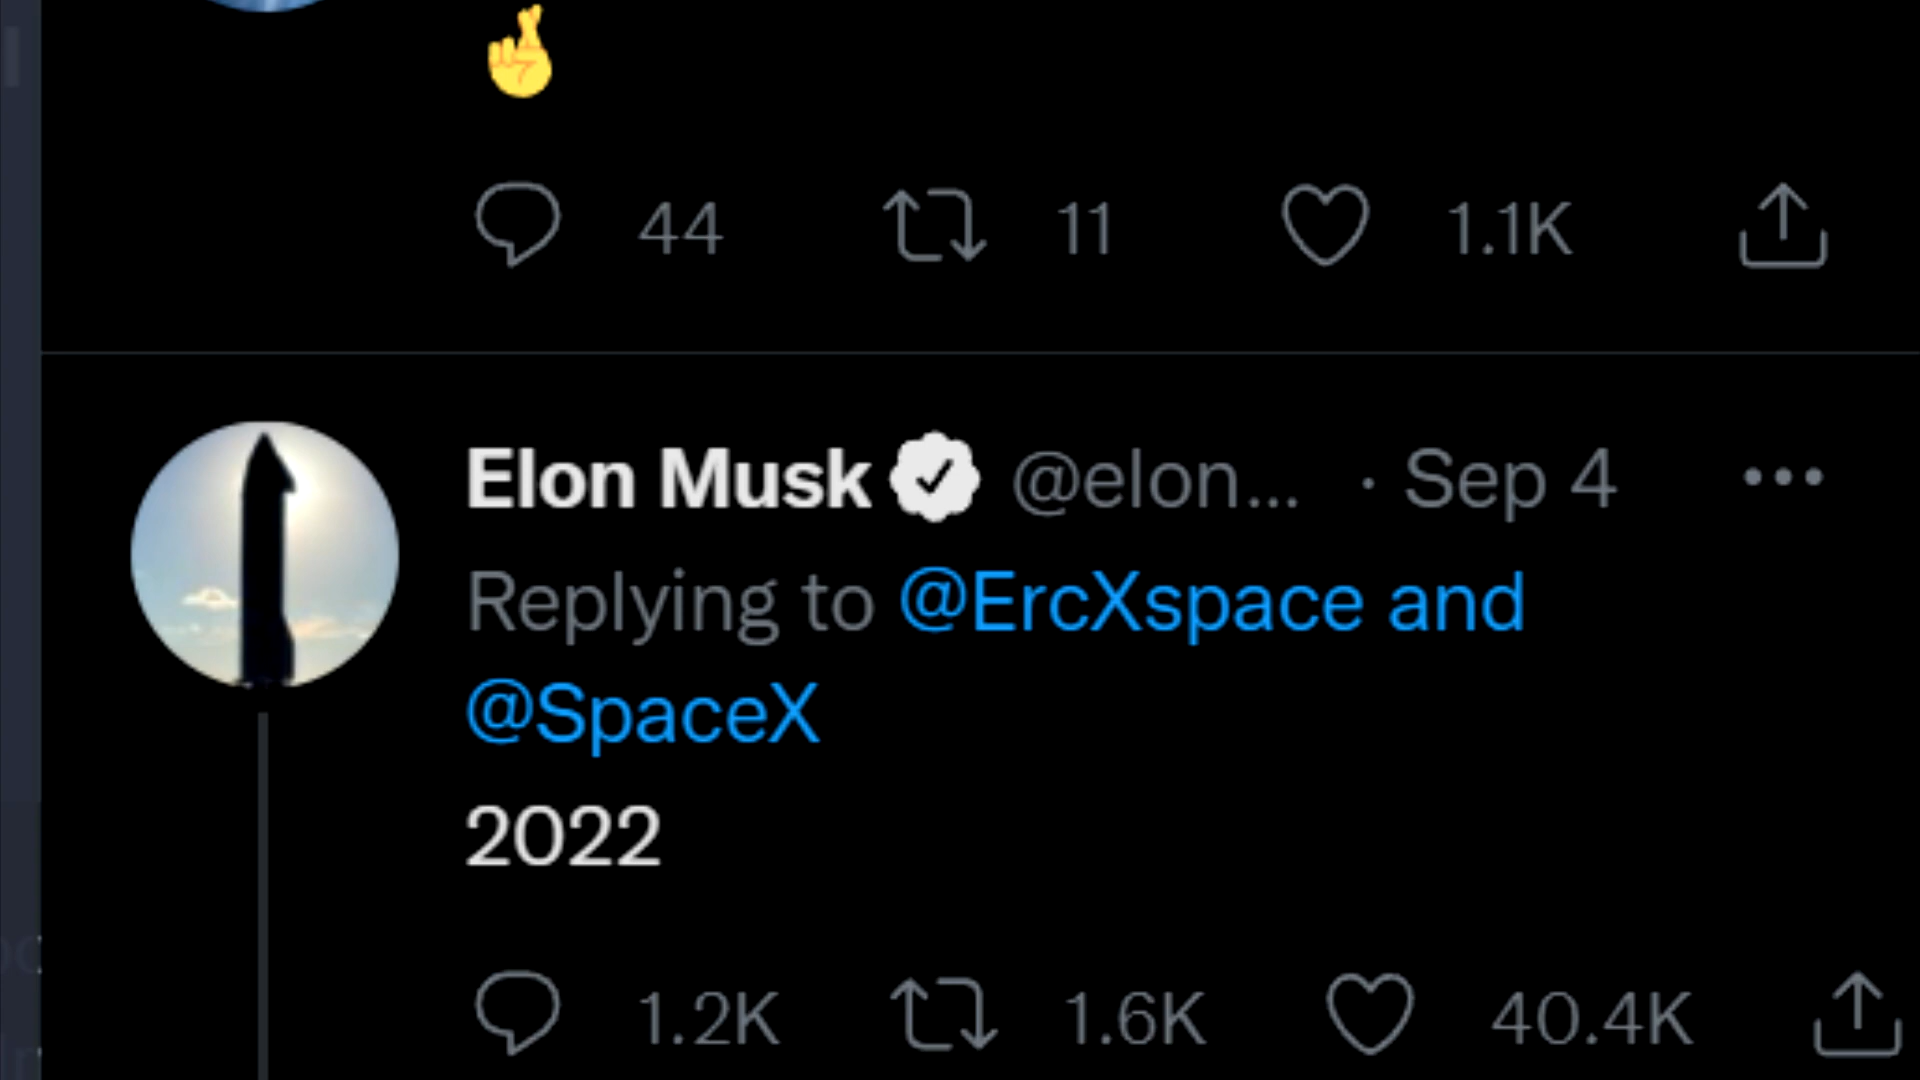 44 11 1.1K
Elon Musk @elon... · Sep 4
Replying to @ErcXspace and
@SpaceX
2022
1.2K 1.6K 40.4K